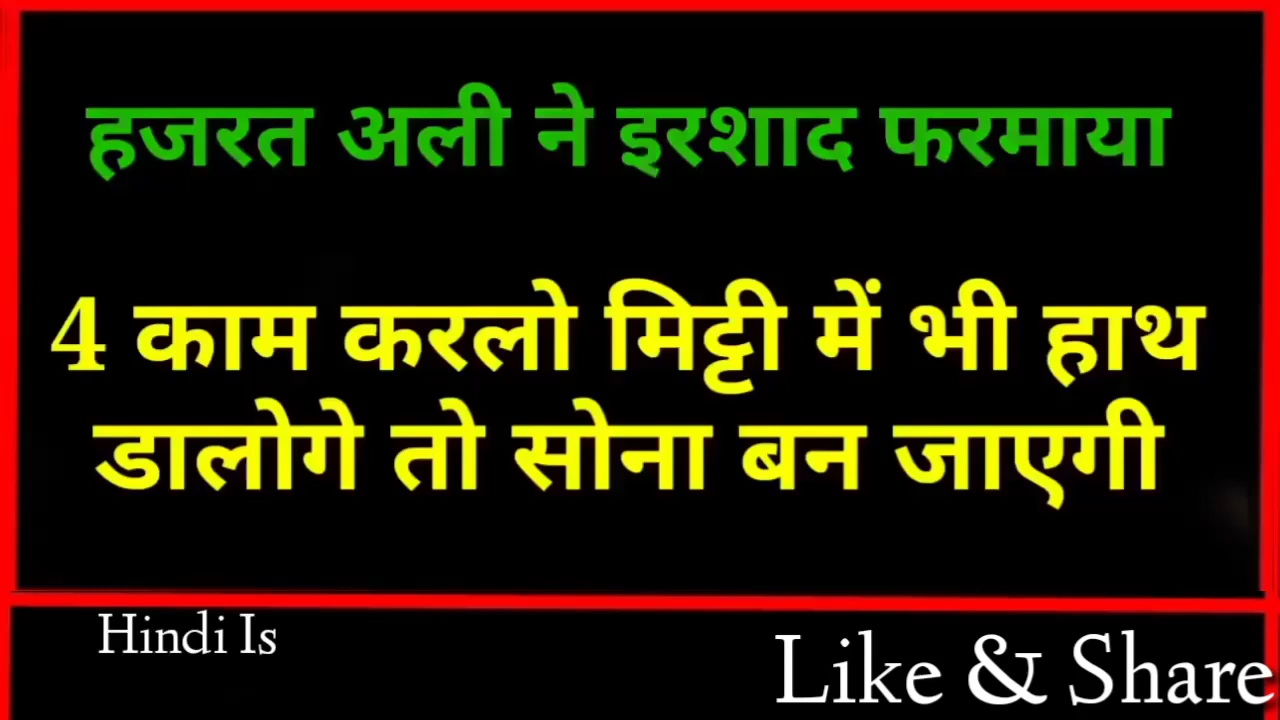 हजरत अली ने इरशाद फरमाया
4 काम करलो मिट्टी में भी हाथ
डालोगे तो सोना बन जाएगी
Hindi Is
Like & Share